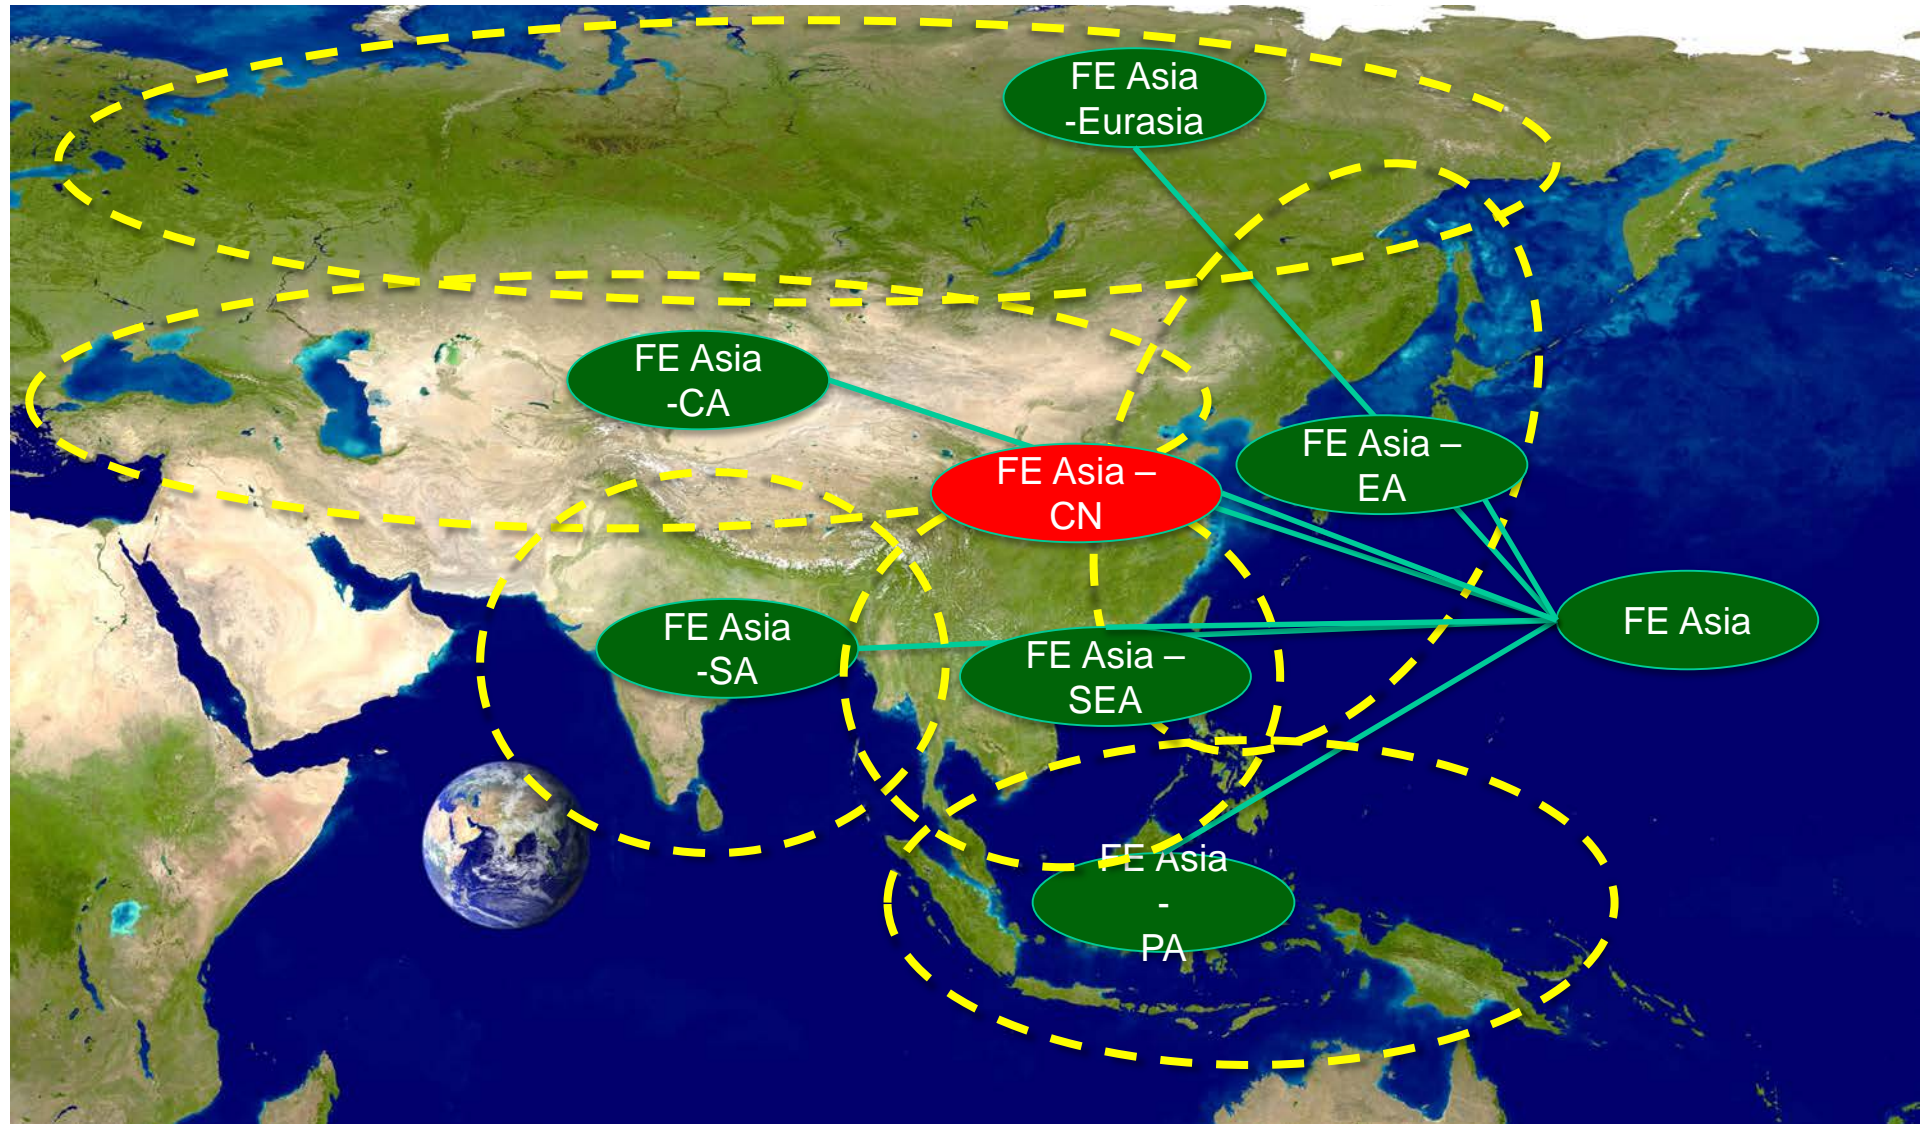 FE Asia
-Eurasia
FE Asia
-CA
FE Asia –
EA
FE Asia –
CN
FE Asia
FE Asia
-SA
FE Asia –
SEA
FE Asia
-
PA